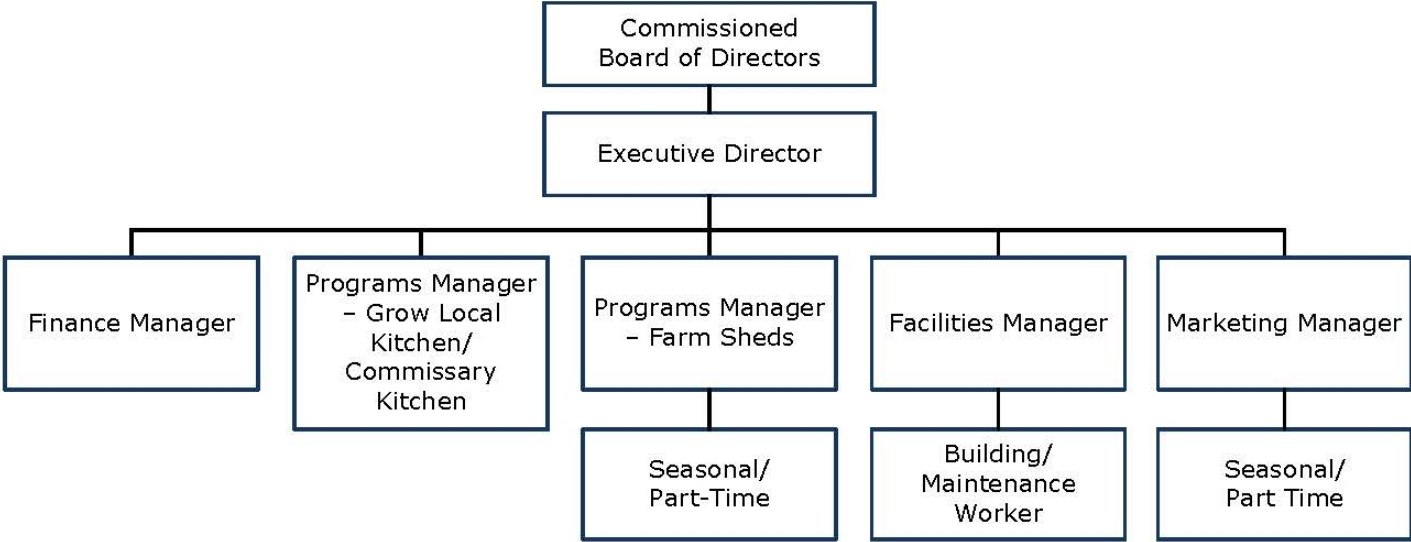 Commissioned
Board of Directors
Executive Director
Finance Manager
Programs Manager
– Grow Local
Kitchen/
Commissary
Kitchen
Programs Manager
– Farm Sheds
Facilities Manager
Marketing Manager
Seasonal/
Part-Time
Building/
Maintenance
Worker
Seasonal/
Part Time